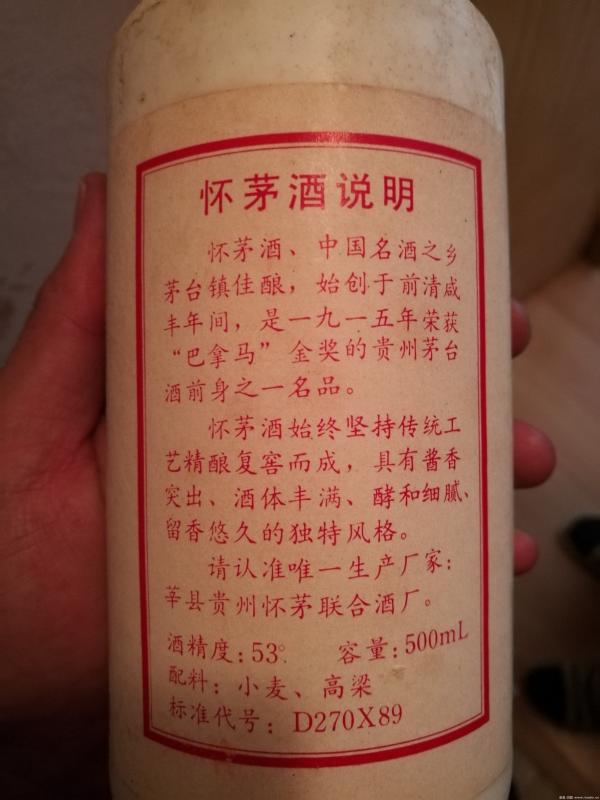 怀茅酒说明
怀茅酒、中国名酒之乡
茅台镇佳酿，始创于前清咸
丰年间，是一九一五年荣获
“巴拿马”金奖的贵州茅台
酒前身之一名品。
怀茅酒始终坚持传统工
艺精酿复窖而成，具有酱香
突出、酒体丰满、酵和细腻、
留香悠久的独特风格。
请认准唯一生产厂家：
莘县贵州怀茅联合酒厂。
酒精度：53° 容量：500mL
配料：小麦、高梁
标准代号：D270X89